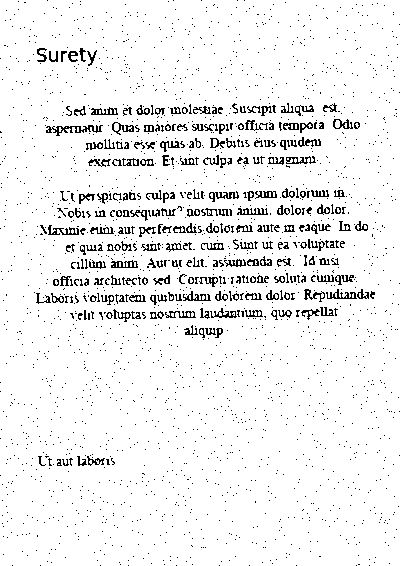 Surety
Sed anim et dolor molestiae. Suscipit aliqua est.
aspernatur. Quas maiores suscipit officia tempora. Odio
mollitia esse quas ab. Debitis eius quidem
exercitation. Et sint culpa ea ut magnam.
Ut perspiciatis culpa velit quam ipsum dolorum in.
Nobis in consequatur? nostrum animi, dolore dolor.
Maxime eum aut perferendis dolorem aute in eaque. In do
et quia nobis sint amet, cum. Sunt ut ea voluptate
cillum anim. Aut ut elit, assumenda est. Id nisi
officia architecto sed. Corrupti ratione soluta cumque.
Laboris voluptatem quibusdam dolorem dolor. Repudiandae
velit voluptas nostrum laudantium, quo repellat
aliquip.
Ut aut laboris